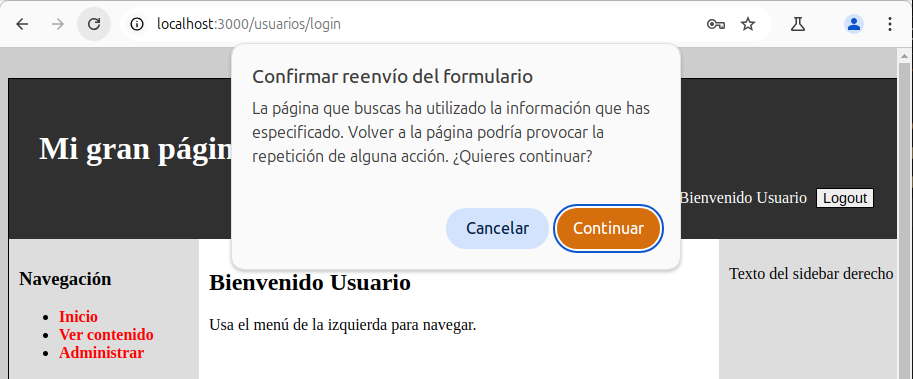 localhost:3000/usuarios/login
Confirmar reenvío del formulario
La página que buscas ha utilizado la información que has
especificado. Volver a la página podría provocar la
repetición de alguna acción. ¿Quieres continuar?
Cancelar
Continuar
Mi gran págin
Bienvenido Usuario
Logout
Navegación
Inicio
Ver contenido
Administrar
Bienvenido Usuario
Usa el menú de la izquierda para navegar.
Texto del sidebar derecho